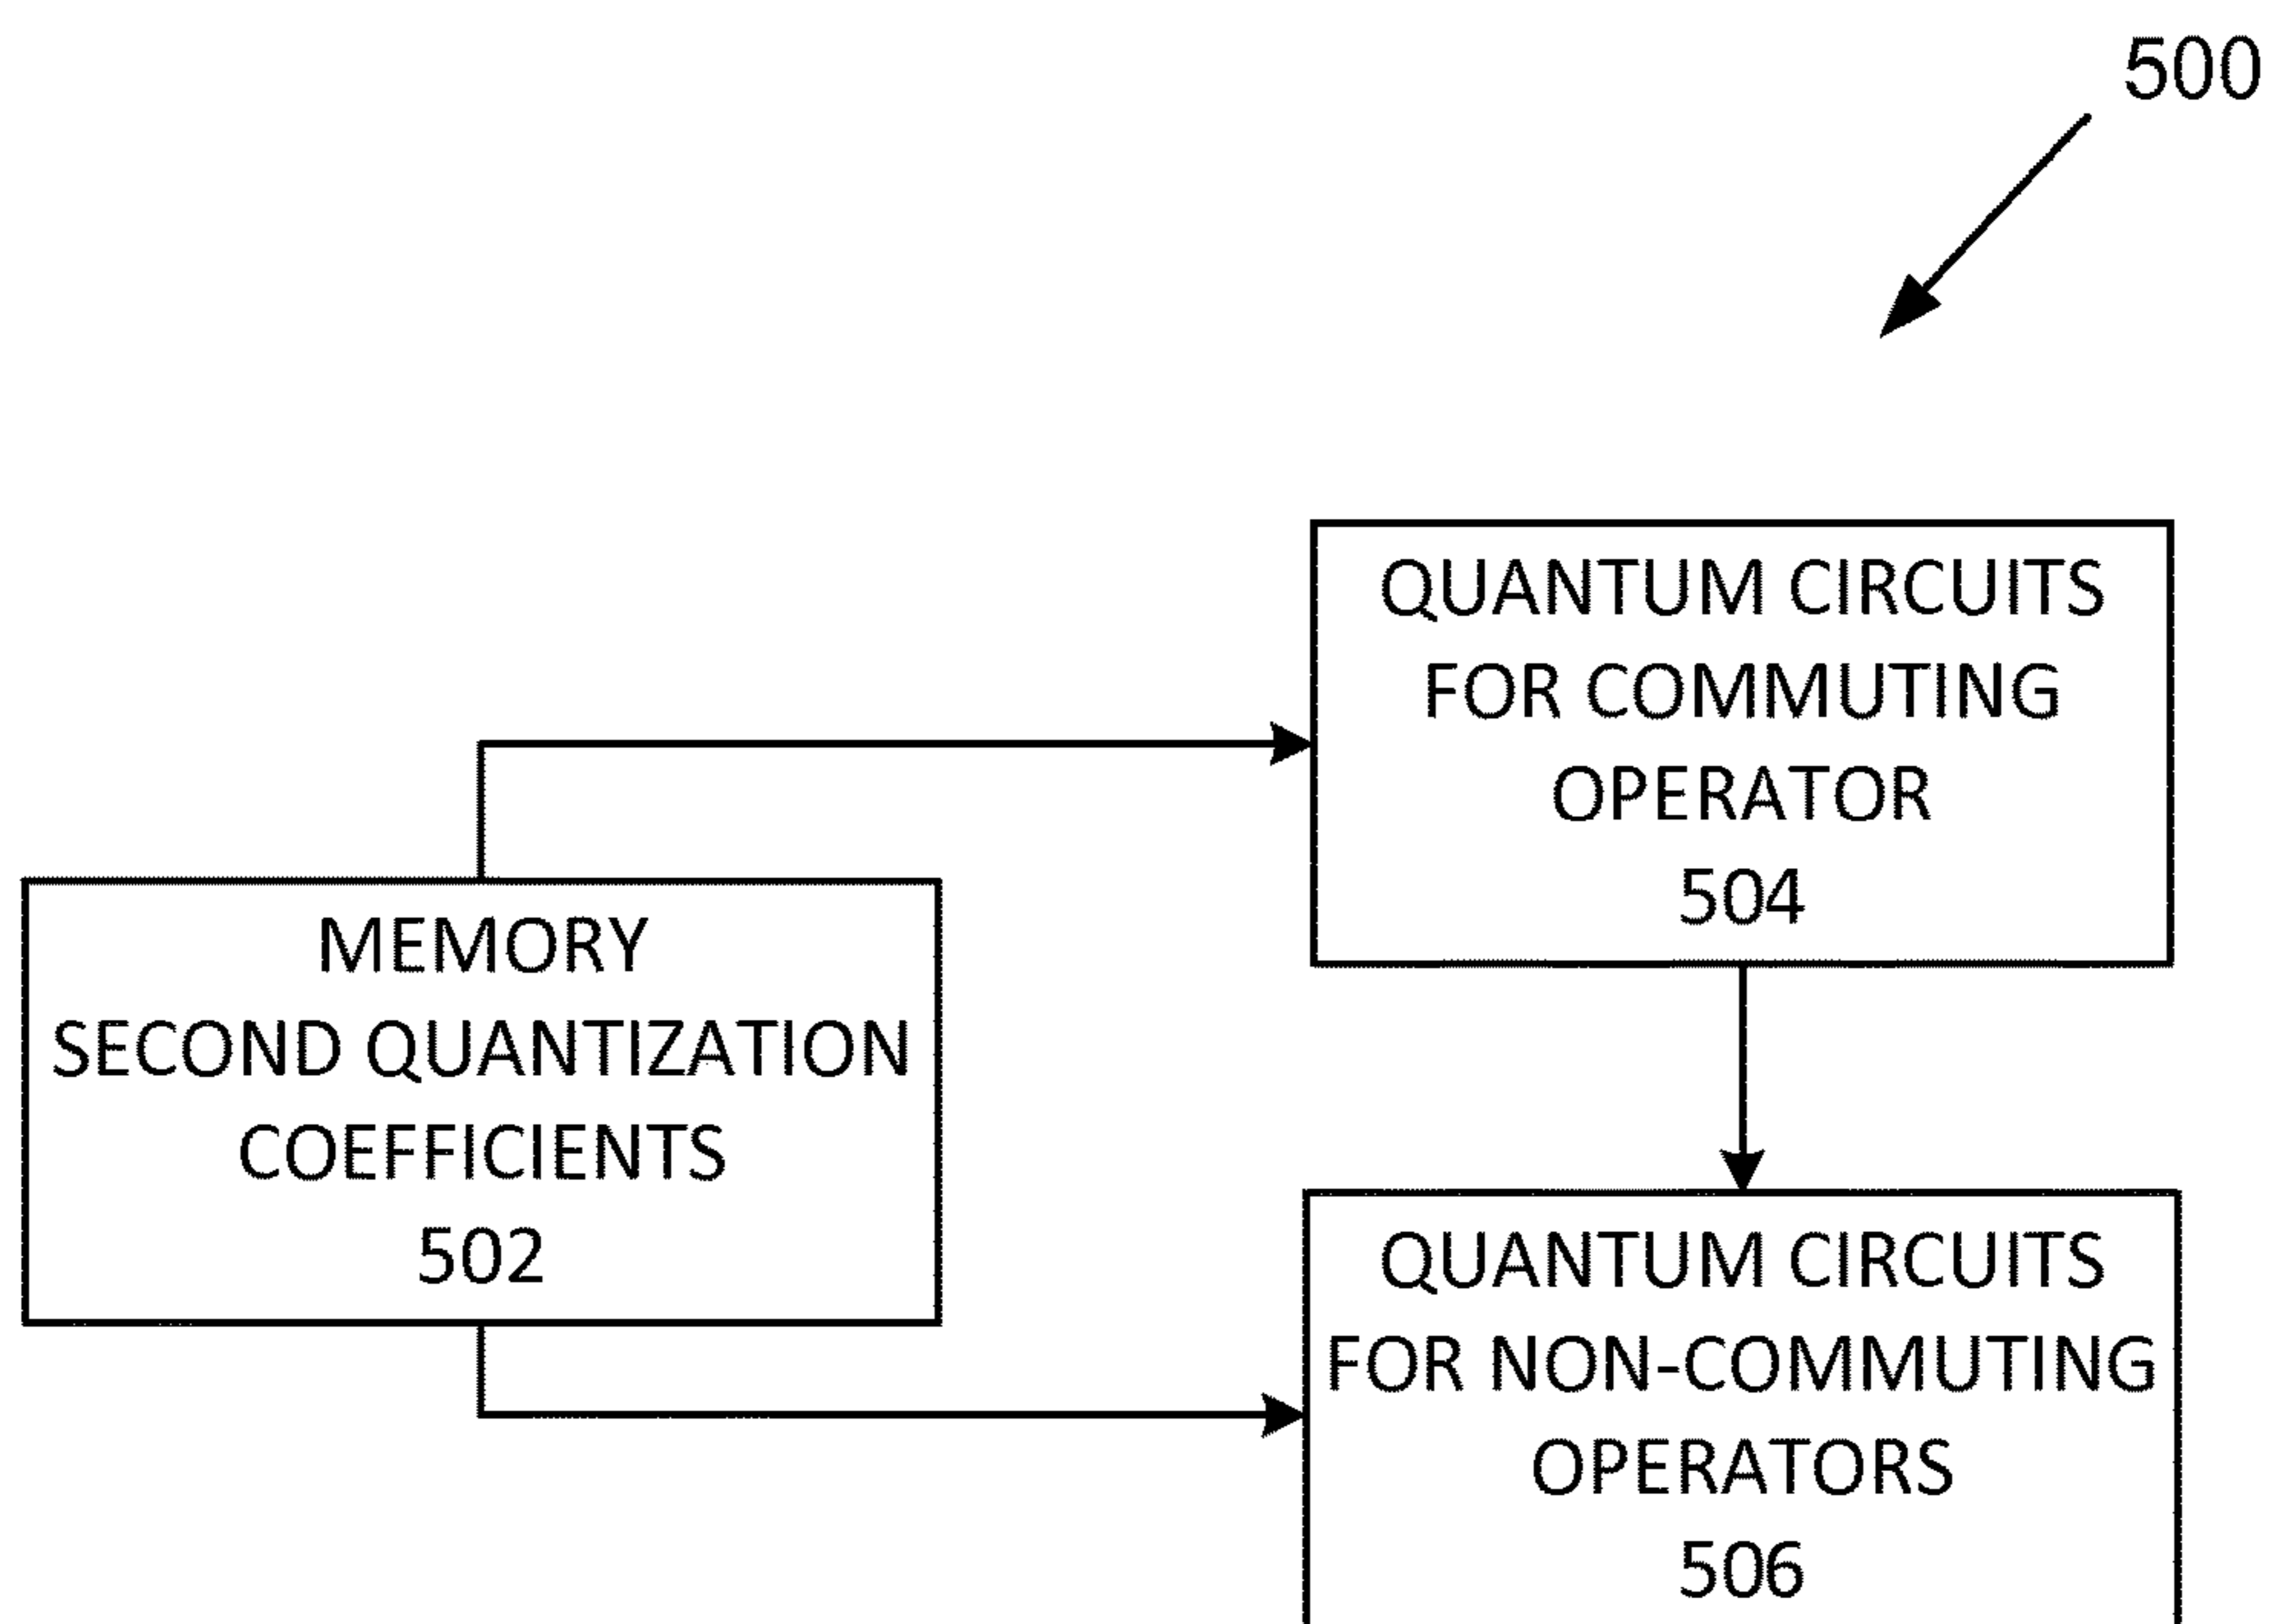 500
QUANTUM CIRCUITS
FOR COMMUTING
OPERATOR
504
MEMORY
SECOND QUANTIZATION
COEFFICIENTS
502
QUANTUM CIRCUITS
FOR NON-COMMUTING
OPERATORS
506